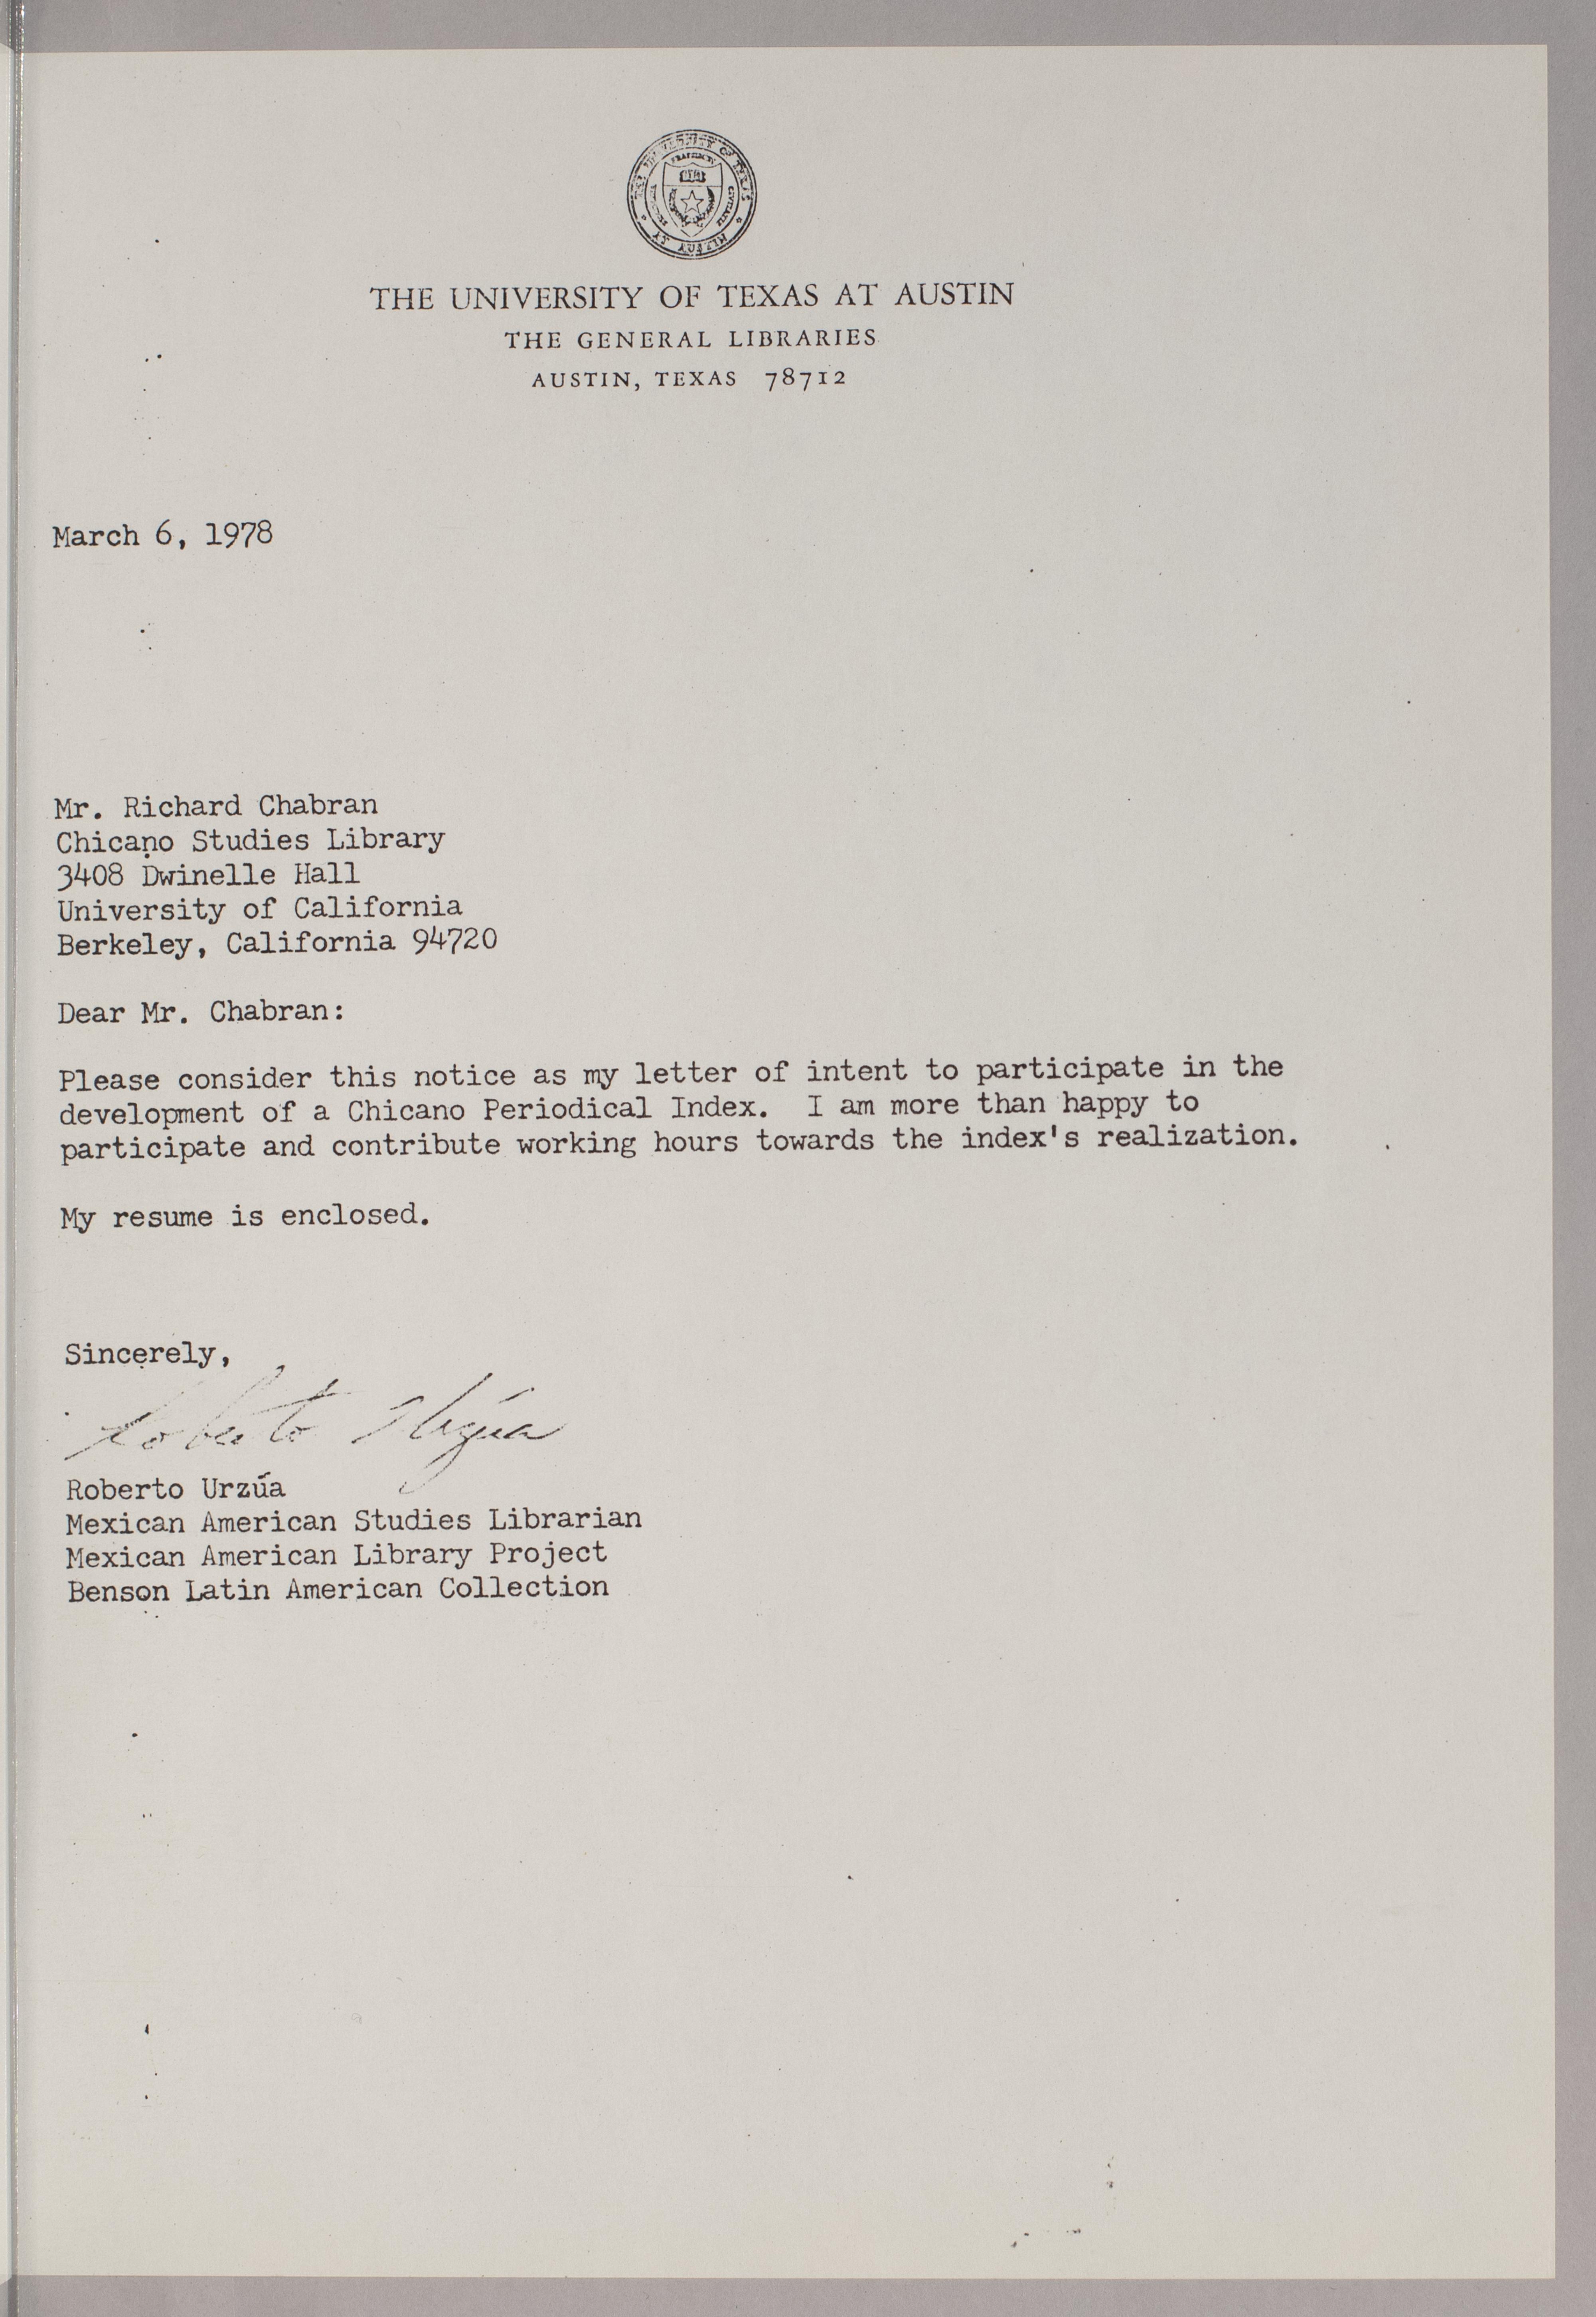 THE UNIVERSITY OF TEXAS AT AUSTIN
THE GENERAL LIBRARIES
AUSTIN, TEXAS 78712
March 6, 1978
Mr. Richard Chabran
Chicano Studies Library
3408 Dwinelle Hall
University of California
Berkeley, California 94720
Dear Mr. Chabran:
Please consider this notice as my letter of intent to participate in the
development of a Chicano Periodical Index. I am more than happy to
participate and contribute working hours towards the index's realization.
My resume is enclosed.
Sincerely,
Roberto Urzúa
Roberto Urzúa
Mexican American Studies Librarian
Mexican American Library Project
Benson Latin American Collection